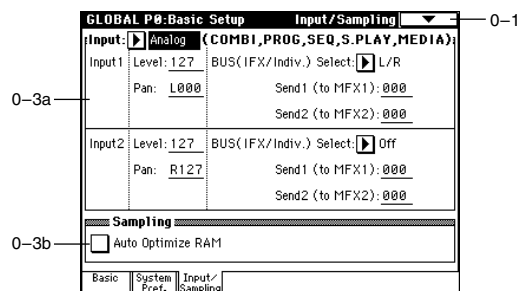 GLOBAL P0:Basic Setup Input/Sampling
0–1
Input: Analog (COMBI,PROG,SEQ,S.PLAY,MEDIA):
Input1 Level: 127 BUS(IFX/Indiv.) Select: L/R
Pan: L000 Send1 (to MFX1): 000
0–3a
Send2 (to MFX2): 000
Input2 Level: 127 BUS(IFX/Indiv.) Select: Off
Pan: R127 Send1 (to MFX1): 000
Send2 (to MFX2): 000
Sampling
0–3b
Auto Optimize RAM
Basic System Pref. Input/Sampling